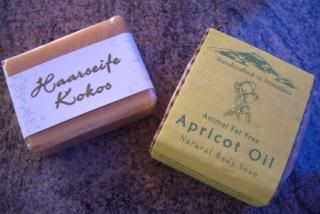 Haarseife
Kokos
Handcrafted in Himalaya
Animal Fat Free
Apricot Oil
Natural Body Soap